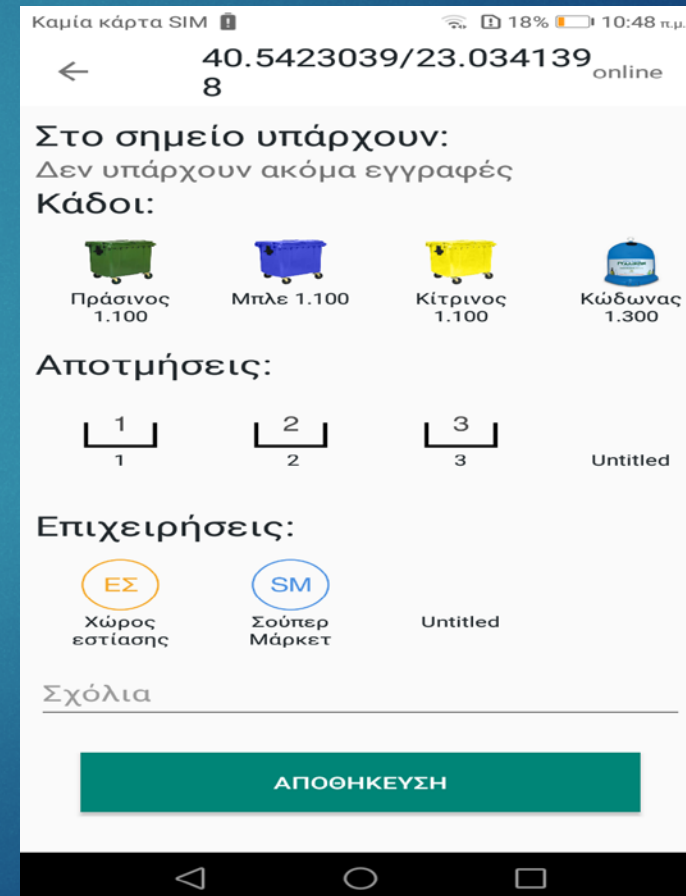 Καμία κάρτα SIM 18% 10:48 π.μ.
40.5423039/23.034139
8
online
Στο σημείο υπάρχουν:
Δεν υπάρχουν ακόμα εγγραφές
Κάδοι:
Πράσινος Μπλε 1.100 Κίτρινος Κώδωνας
1.100 1.100 1.300
Αποτμήσεις:
1 2 3
1 2 3 Untitled
Επιχειρήσεις:
ΕΣ SM
Χώρος Σούπερ Untitled
εστίασης Μάρκετ
Σχόλια
ΑΠΟΘΗΚΕΥΣΗ